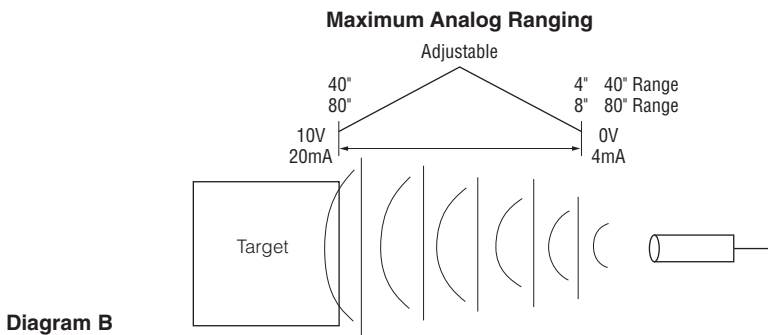 Maximum Analog Ranging
Adjustable
40" 4" 40" Range
80" 8" 80" Range
10V 0V
20mA 4mA
Target
Diagram B